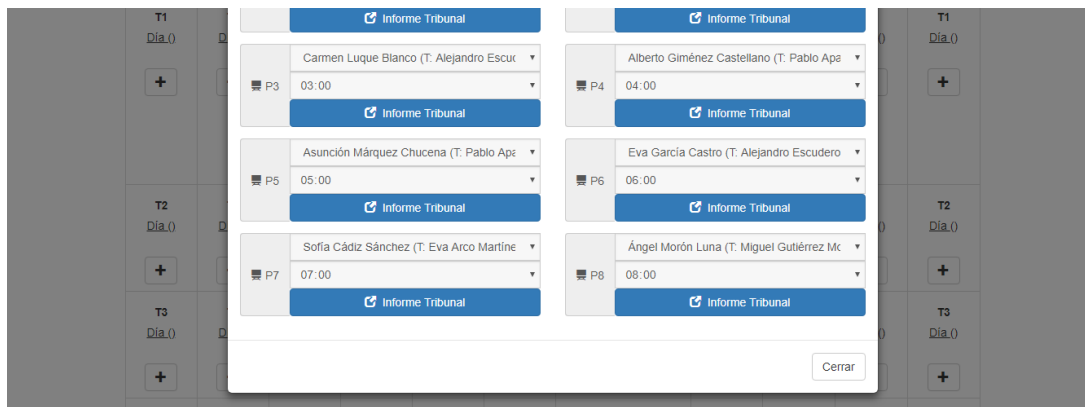 T1
Día ()
Informe Tribunal
Informe Tribunal
T1
Día ()
P3
Carmen Luque Blanco (T: Alejandro Escud
03:00
Informe Tribunal
P4
Alberto Giménez Castellano (T: Pablo Apa
04:00
Informe Tribunal
P5
Asunción Márquez Chucena (T: Pablo Apa
05:00
Informe Tribunal
P6
Eva García Castro (T: Alejandro Escudero
06:00
Informe Tribunal
T2
Día ()
T2
Día ()
P7
Sofía Cádiz Sánchez (T: Eva Arco Martíne
07:00
Informe Tribunal
P8
Ángel Morón Luna (T: Miguel Gutiérrez Mo
08:00
Informe Tribunal
T3
Día ()
T3
Día ()
Cerrar